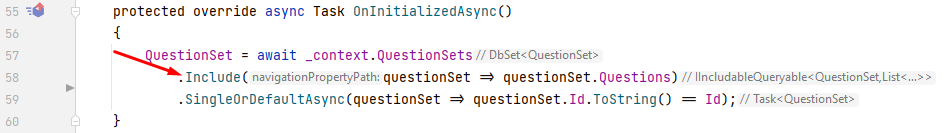 55 protected override async Task OnInitializedAsync()
56 {
57 QuestionSet = await _context.QuestionSets // DbSet<QuestionSet>
58 .Include( navigationPropertyPath: questionSet => questionSet.Questions) // IIncludableQueryable<QuestionSet,List<...>>
59 .SingleOrDefaultAsync(questionSet => questionSet.Id.ToString() == Id); // Task<QuestionSet>
60 }